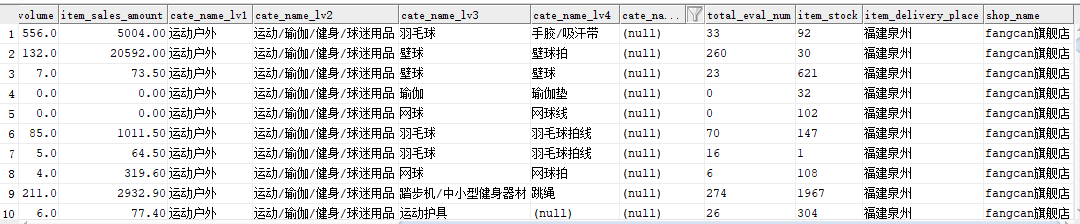 volume item_sales_amount cate_name_lv1 cate_name_lv2 cate_name_lv3 cate_name_lv4 cate_na... total_eval_num item_stock item_delivery_place shop_name
1 556.0 5004.00 运动户外 运动/瑜伽/健身/球迷用品 羽毛球 手胶/吸汗带 (null) 33 92 福建泉州 fangcan旗舰店
2 132.0 20592.00 运动户外 运动/瑜伽/健身/球迷用品 壁球 壁球拍 (null) 260 30 福建泉州 fangcan旗舰店
3 7.0 73.50 运动户外 运动/瑜伽/健身/球迷用品 壁球 壁球 (null) 23 621 福建泉州 fangcan旗舰店
4 0.0 0.00 运动户外 运动/瑜伽/健身/球迷用品 瑜伽 瑜伽垫 (null) 0 32 福建泉州 fangcan旗舰店
5 0.0 0.00 运动户外 运动/瑜伽/健身/球迷用品 网球 网球线 (null) 0 102 福建泉州 fangcan旗舰店
6 85.0 1011.50 运动户外 运动/瑜伽/健身/球迷用品 羽毛球 羽毛球拍线 (null) 70 147 福建泉州 fangcan旗舰店
7 5.0 64.50 运动户外 运动/瑜伽/健身/球迷用品 羽毛球 羽毛球拍线 (null) 16 1 福建泉州 fangcan旗舰店
8 4.0 319.60 运动户外 运动/瑜伽/健身/球迷用品 网球 网球拍 (null) 6 108 福建泉州 fangcan旗舰店
9 211.0 2932.90 运动户外 运动/瑜伽/健身/球迷用品 踏步机/中小型健身器材 跳绳 (null) 274 1967 福建泉州 fangcan旗舰店
10 6.0 77.40 运动户外 运动/瑜伽/健身/球迷用品 运动护具 (null) (null) 26 304 福建泉州 fangcan旗舰店